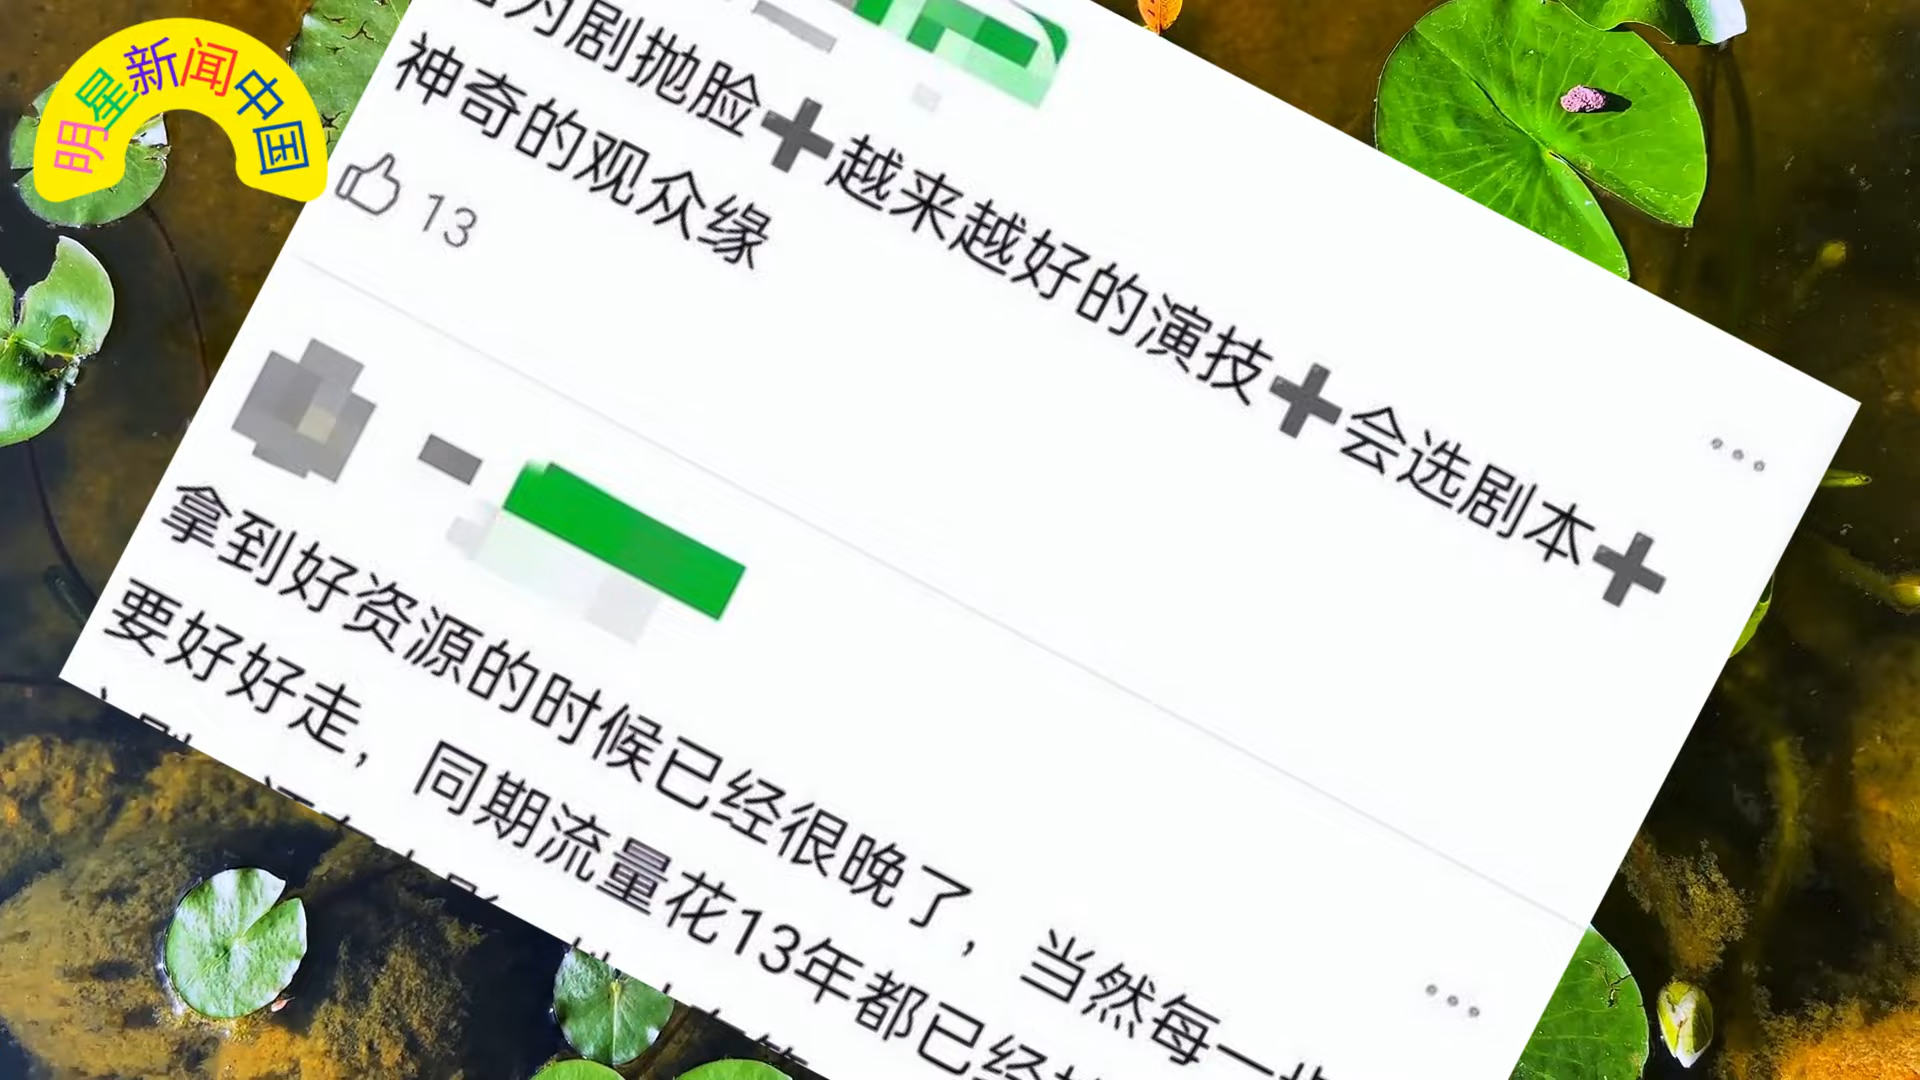 明星新闻中国
为剧抛脸➕越来越好的演技➕会选剧本➕
神奇的观众缘
13
拿到好资源的时候已经很晚了，当然每一
要好好走，同期流量花13年都已经